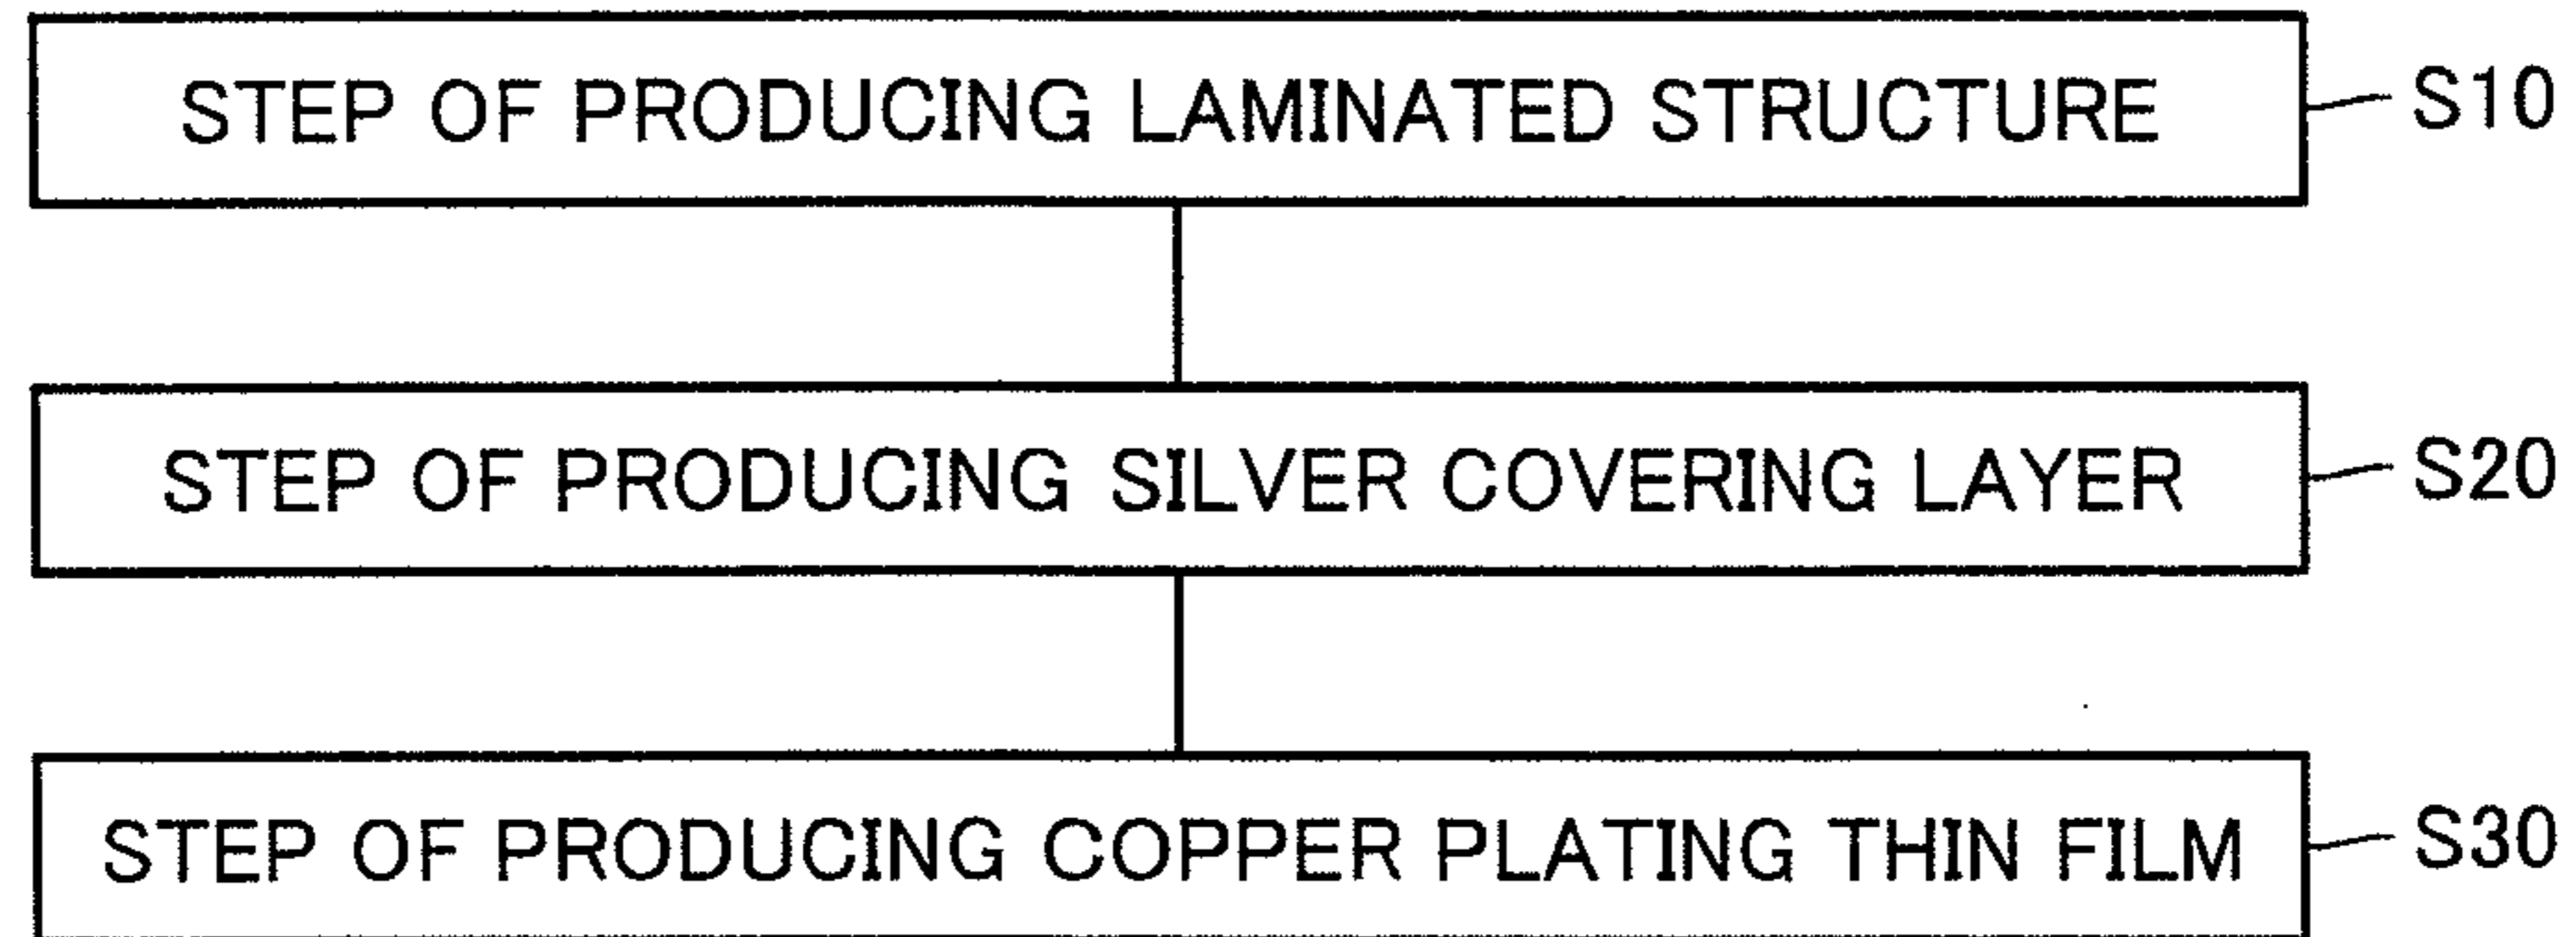 STEP OF PRODUCING LAMINATED STRUCTURE S10
STEP OF PRODUCING SILVER COVERING LAYER S20
STEP OF PRODUCING COPPER PLATING THIN FILM S30